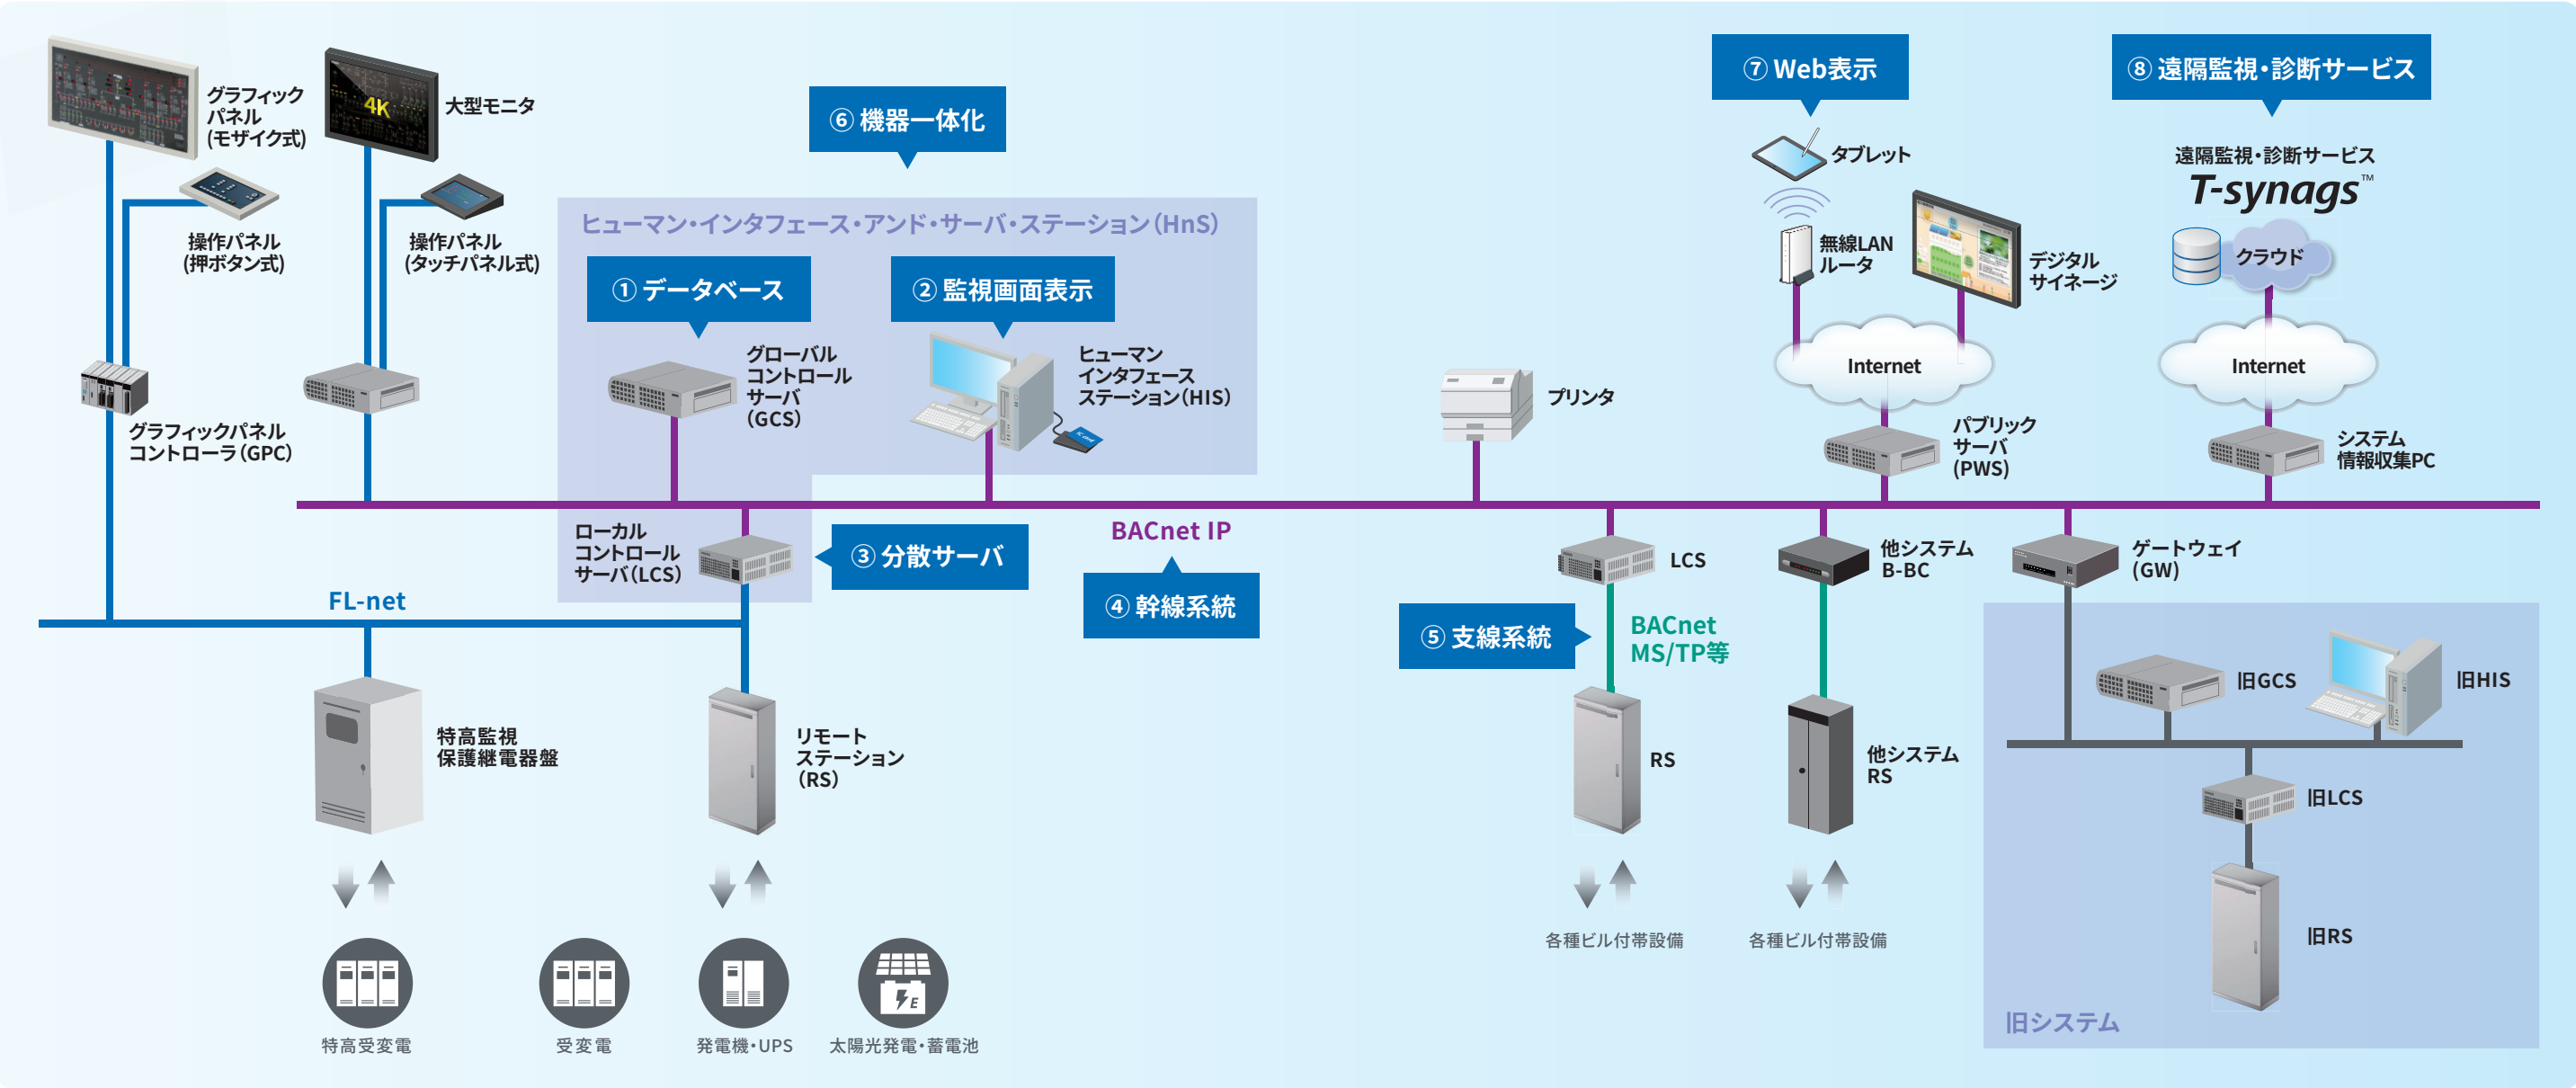 グラフィック
パネル
(モザイク式)
4K
大型モニタ
操作パネル
(押ボタン式)
操作パネル
(タッチパネル式)
グラフィックパネル
コントローラ(GPC)
⑥ 機器一体化
ヒューマン・インタフェース・アンド・サーバ・ステーション(HnS)
① データベース
② 監視画面表示
グローバル
コントロール
サーバ
(GCS)
ヒューマン
インタフェース
ステーション(HIS)
プリンタ
⑦ Web表示
タブレット
無線LAN
ルータ
デジタル
サイネージ
Internet
パブリック
サーバ
(PWS)
⑧ 遠隔監視・診断サービス
遠隔監視・診断サービス
T-synags™
クラウド
Internet
システム
情報収集PC
BACnet IP
④ 幹線系統
ローカル
コントロール
サーバ(LCS)
③ 分散サーバ
FL-net
特高監視
保護継電器盤
リモート
ステーション
(RS)
特高受変電
受変電
発電機・UPS
E
太陽光発電・蓄電池
LCS
⑤ 支線系統
BACnet
MS/TP等
RS
各種ビル付帯設備
他システム
B-BC
他システム
RS
各種ビル付帯設備
ゲートウェイ
(GW)
旧GCS
旧HIS
旧LCS
旧RS
旧システム